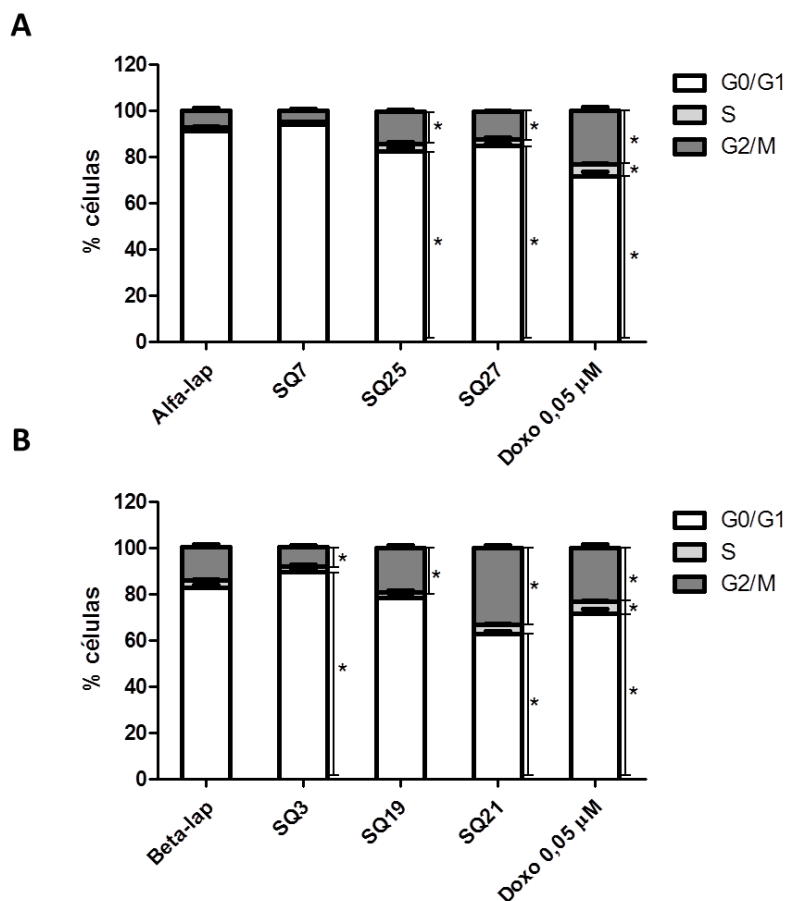 A
120
100
80
60
40
20
0
% células
G0/G1
S
G2/M
*
*
*
*
*
*
*
Alfa-lap
SQ7
SQ25
SQ27
Doxo 0,05 µM
B
120
100
80
60
40
20
0
% células
G0/G1
S
G2/M
*
*
*
*
*
*
*
*
Beta-lap
SQ3
SQ19
SQ21
Doxo 0,05 µM